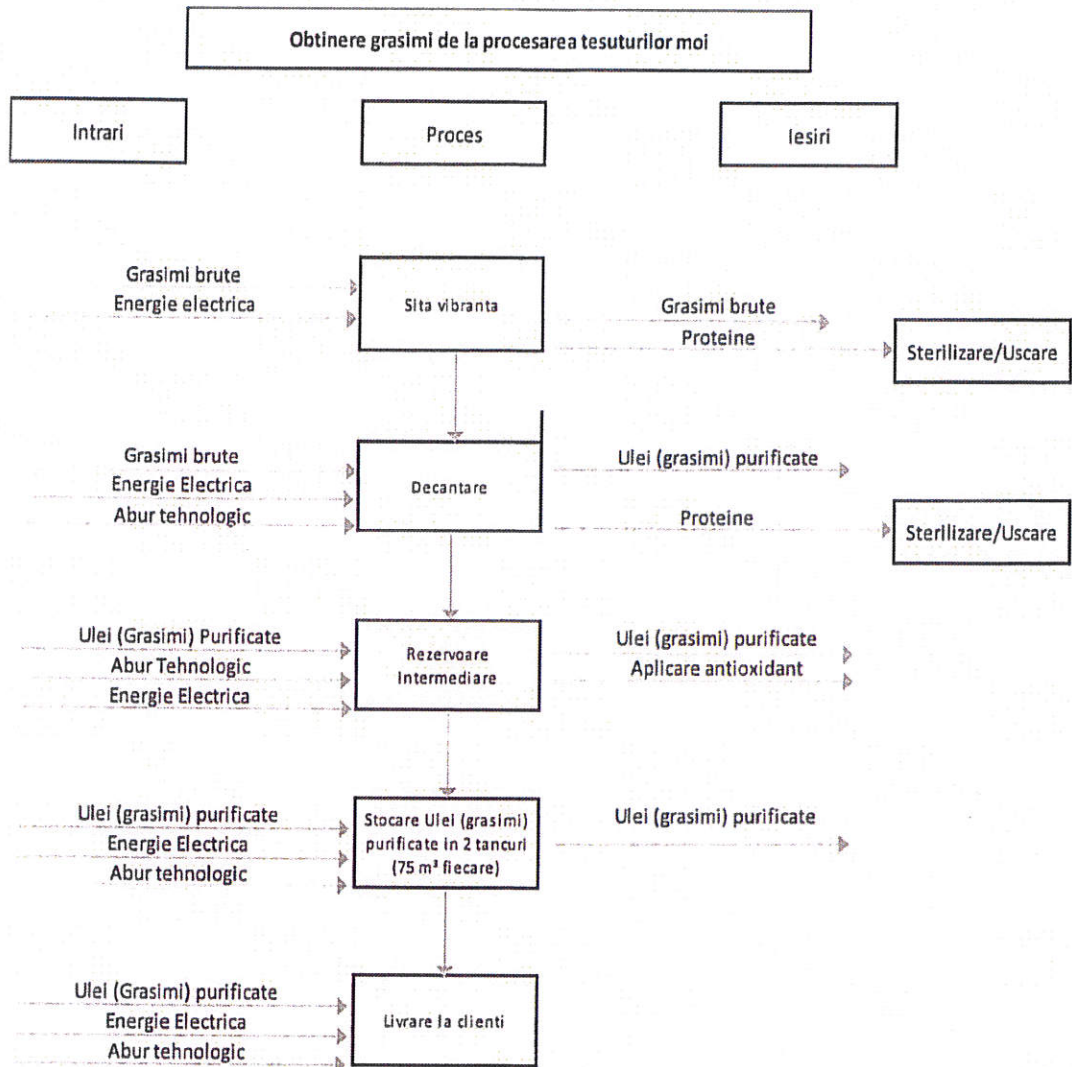 Obtinere grasimi de la procesarea tesuturilor moi
Intrari
Proces
Iesiri
Grasimi brute
Energie electrica
Sita vibranta
Grasimi brute
Proteine
Sterilizare/Uscare
Grasimi brute
Energie Electrica
Abur tehnologic
Decantare
Ulei (grasimi) purificate
Proteine
Sterilizare/Uscare
Ulei (Grasimi) Purificate
Abur Tehnologic
Energie Electrica
Rezervoare
Intermediare
Ulei (grasimi) purificate
Aplicare antioxidant
Ulei (grasimi) purificate
Energie Electrica
Abur tehnologic
Stocare Ulei (grasimi)
purificate in 2 tancuri
(75 m³ fiecare)
Ulei (grasimi) purificate
Ulei (Grasimi) purificate
Energie Electrica
Abur tehnologic
Livrare la clienti